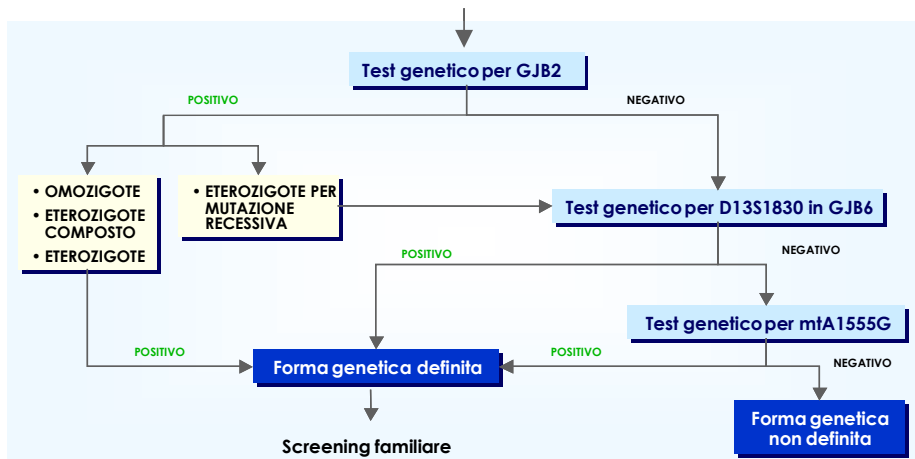 Test genetico per GJB2
POSITIVO
NEGATIVO
• OMOZIGOTE
• ETEROZIGOTE
COMPOSTO
• ETEROZIGOTE
• ETEROZIGOTE PER
MUTAZIONE
RECESSIVA
Test genetico per D13S1830 in GJB6
POSITIVO
NEGATIVO
Test genetico per mtA1555G
POSITIVO
Forma genetica definita
POSITIVO
NEGATIVO
Forma genetica
non definita
Screening familiare